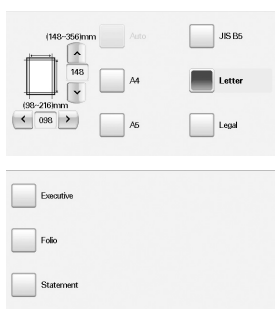 (148–356)mm
148
(98–216)mm
098
Auto
A4
A5
JIS B5
Letter
Legal
Executive
Folio
Statement